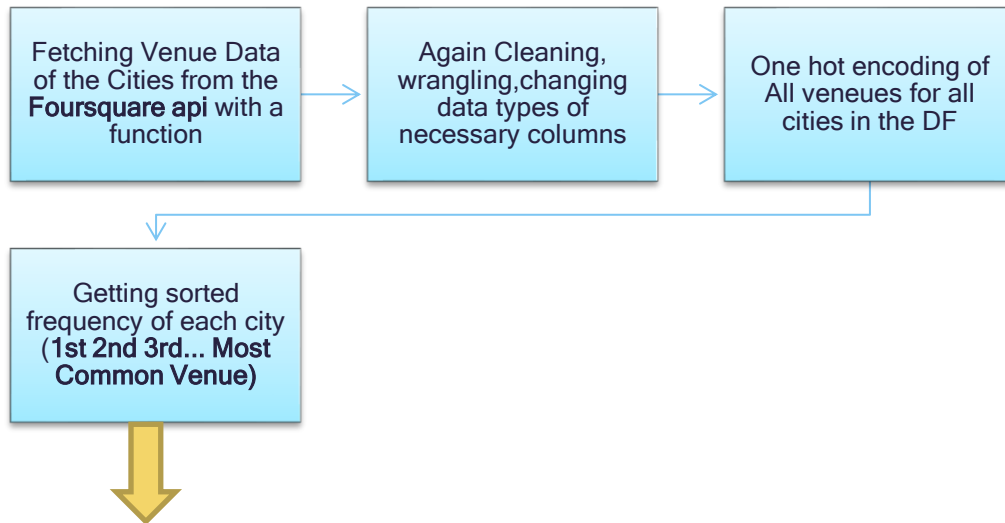 Fetching Venue Data
of the Cities from the
Foursquare api with a
function
Again Cleaning,
wrangling,changing
data types of
necessary columns
One hot encoding of
All veneues for all
cities in the DF
Getting sorted
frequency of each city
(1st 2nd 3rd... Most
Common Venue)